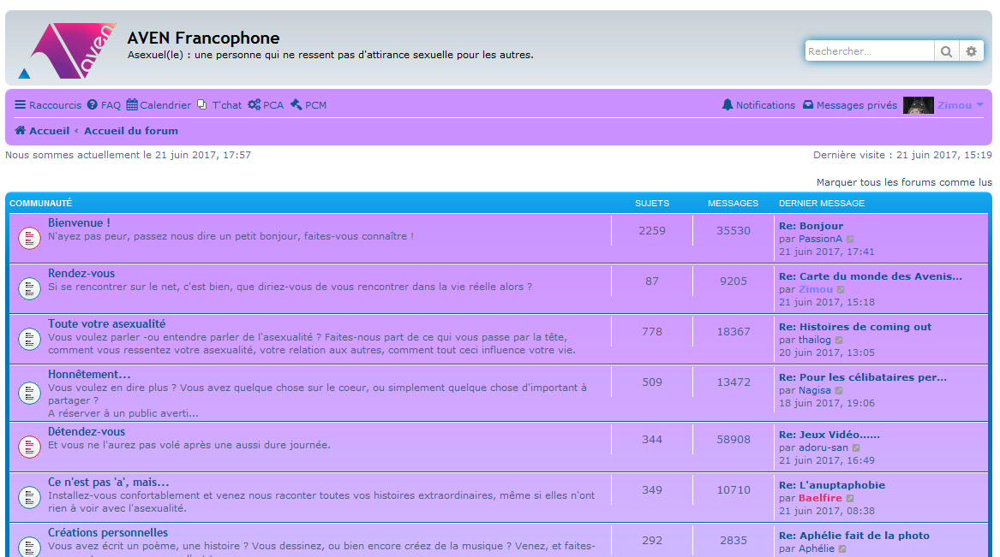 aven
AVEN Francophone
Asexuel(le) : une personne qui ne ressent pas d'attirance sexuelle pour les autres.
Rechercher…
Raccourcis FAQ Calendrier T'chat PCA PCM
Notifications Messages privés Zimou
Accueil ‹ Accueil du forum
Nous sommes actuellement le 21 juin 2017, 17:57
Dernière visite : 21 juin 2017, 15:19
Marquer tous les forums comme lus
COMMUNAUTÉ SUJETS MESSAGES DERNIER MESSAGE
Bienvenue !
N'ayez pas peur, passez nous dire un petit bonjour, faites-vous connaître !
2259 35530
Re: Bonjour
par PassionA
21 juin 2017, 17:41
Rendez-vous
Si se rencontrer sur le net, c'est bien, que diriez-vous de vous rencontrer dans la vie réelle alors ?
87 9205
Re: Carte du monde des Avenis…
par Zimou
21 juin 2017, 15:18
Toute votre asexualité
Vous voulez parler -ou entendre parler de l'asexualité ? Faites-nous part de ce qui vous passe par la tête,
comment vous ressentez votre asexualité, votre relation aux autres, comment tout ceci influence votre vie.
778 18367
Re: Histoires de coming out
par thailog
20 juin 2017, 13:05
Honnêtement...
Vous voulez en dire plus ? Vous avez quelque chose sur le coeur, ou simplement quelque chose d'important à
partager ?
A réserver à un public averti...
509 13472
Re: Pour les célibataires per…
par Nagisa
18 juin 2017, 19:06
Détendez-vous
Et vous ne l'aurez pas volé après une aussi dure journée.
344 58908
Re: Jeux Vidéo......
par adoru-san
21 juin 2017, 16:49
Ce n'est pas 'a', mais...
Installez-vous confortablement et venez nous raconter toutes vos histoires extraordinaires, même si elles n'ont
rien à voir avec l'asexualité.
349 10710
Re: L'anuptaphobie
par Baelfire
21 juin 2017, 08:38
Créations personnelles
Vous avez écrit un poème, une histoire ? Vous dessinez, ou bien encore créez de la musique ? Venez, et faites-
292 2835
Re: Aphélie fait de la photo
par Aphélie